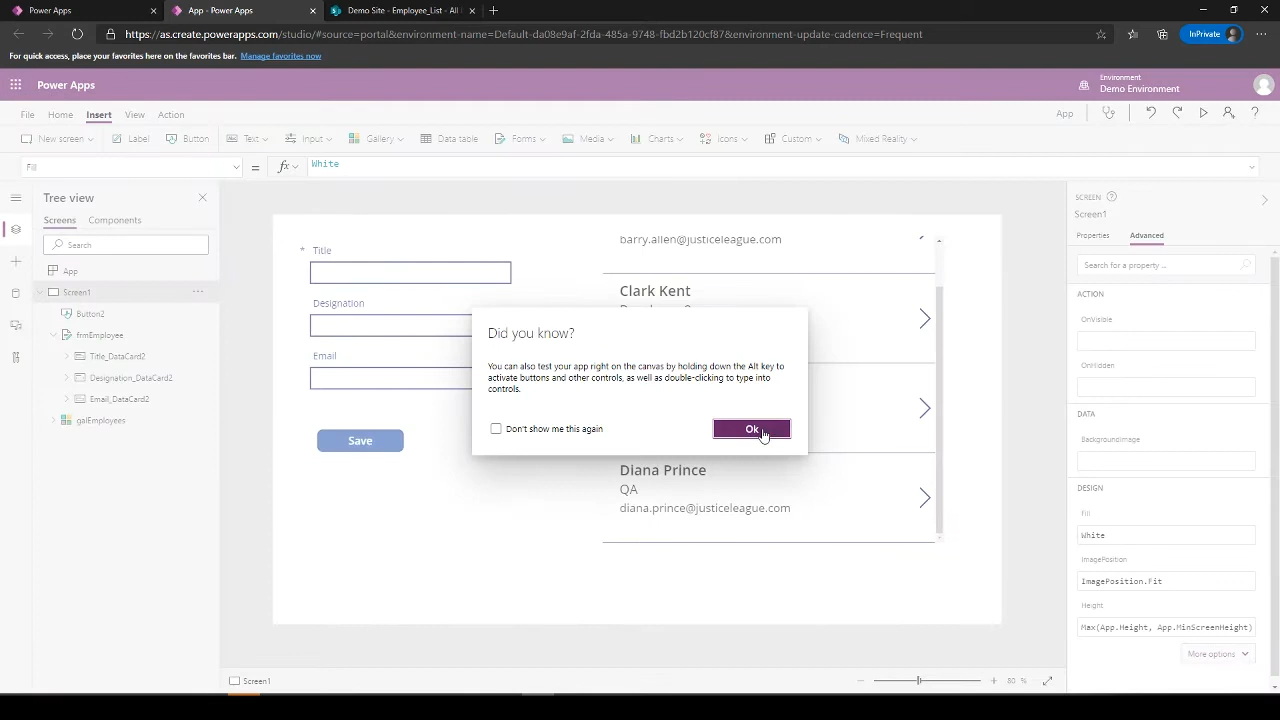 Power Apps
App - Power Apps
Demo Site - Employee_List - All
https://as.create.powerapps.com/studio/#source=portal&environment-name=Default-da08e9af-2fda-485a-9748-fbd2b120cf87&environment-update-cadence=Frequent
InPrivate
For quick access, place your favorites here on the favorites bar. Manage favorites now
Power Apps
Environment
Demo Environment
File Home Insert View Action
App
New screen Label Button Text Input Gallery Data table Forms Media Charts Icons Custom Mixed Reality
Fill = fx White
Tree view
Screens Components
Search
App
Screen1
Button2
frmEmployee
Title_DataCard2
Designation_DataCard2
Email_DataCard2
galEmployees
* Title
Designation
Email
Save
barry.allen@justiceleague.com
Clark Kent
Diana Prince
QA
diana.prince@justiceleague.com
Did you know?
You can also test your app right on the canvas by holding down the Alt key to
activate buttons and other controls, as well as double-clicking to type into
controls.
Don't show me this again
Ok
SCREEN
Screen1
Properties Advanced
Search for a property ...
ACTION
OnVisible
OnHidden
DATA
BackgroundImage
DESIGN
Fill
White
ImagePosition
ImagePosition.Fit
Height
Max(App.Height, App.MinScreenHeight)
More options
Screen1
80 %